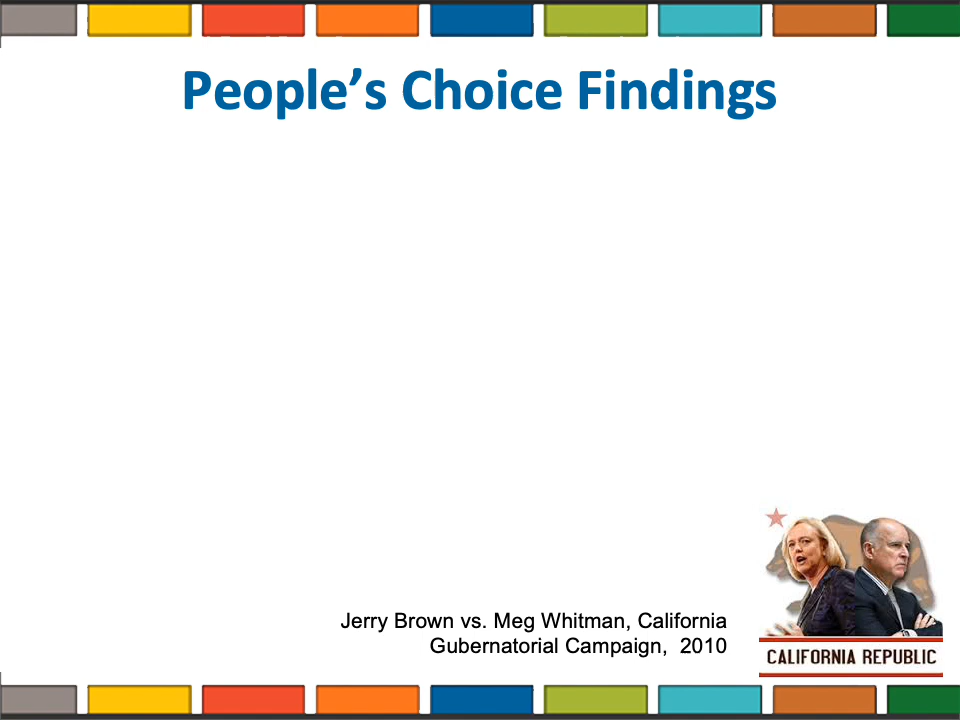 People’s Choice Findings
Jerry Brown vs. Meg Whitman, California
Gubernatorial Campaign,  2010
CALIFORNIA REPUBLIC